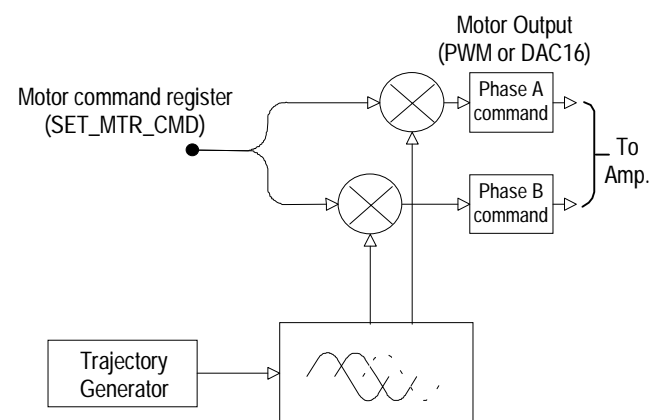 Motor Output
(PWM or DAC16)
Motor command register
(SET_MTR_CMD)
Phase A
command
To
Amp.
Phase B
command
Trajectory
Generator